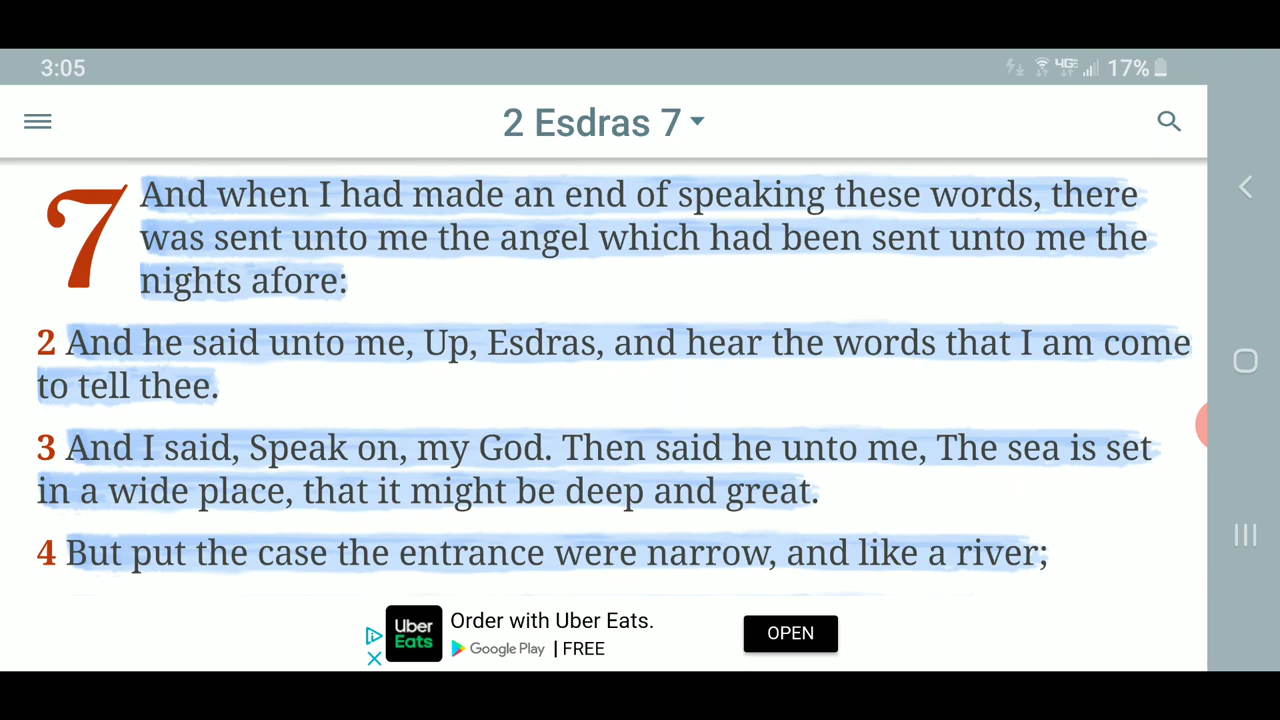 3:05 4GE 17%
2 Esdras 7
7 And when I had made an end of speaking these words, there
was sent unto me the angel which had been sent unto me the
nights afore:
2 And he said unto me, Up, Esdras, and hear the words that I am come
to tell thee.
3 And I said, Speak on, my God. Then said he unto me, The sea is set
in a wide place, that it might be deep and great.
4 But put the case the entrance were narrow, and like a river;
Uber
Eats
Order with Uber Eats.
Google Play | FREE
OPEN